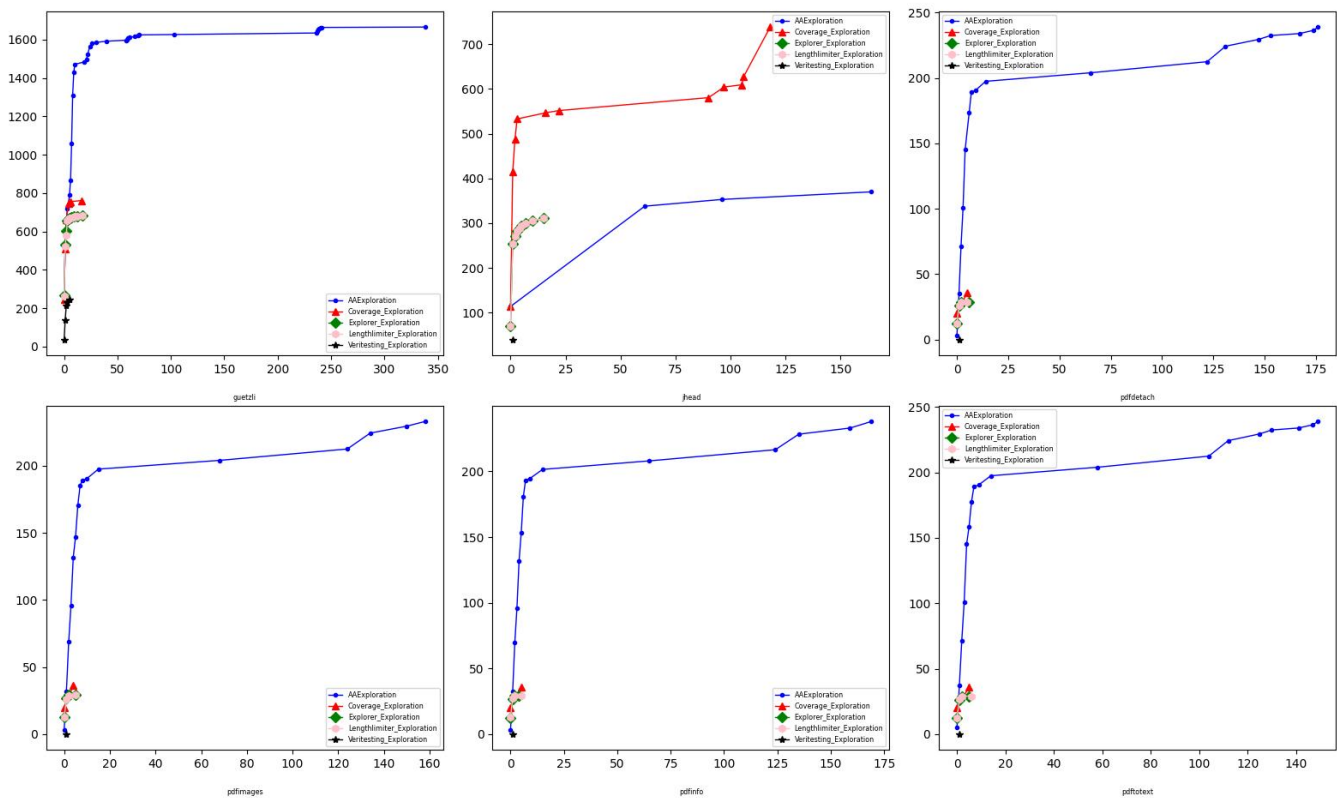 1600
1400
1200
1000
800
600
400
200
0
0 50 100 150 200 250 300 350
AAExploration
Coverage_Exploration
Explorer_Exploration
Lengthlimiter_Exploration
Veritesting_Exploration
guetzli
700
600
500
400
300
200
100
0 25 50 75 100 125 150
AAExploration
Coverage_Exploration
Explorer_Exploration
Lengthlimiter_Exploration
Veritesting_Exploration
jhead
250
200
150
100
50
0
0 25 50 75 100 125 150 175
AAExploration
Coverage_Exploration
Explorer_Exploration
Lengthlimiter_Exploration
Veritesting_Exploration
pdfdetach
200
150
100
50
0
0 20 40 60 80 100 120 140 160
AAExploration
Coverage_Exploration
Explorer_Exploration
Lengthlimiter_Exploration
Veritesting_Exploration
pdfimages
200
150
100
50
0
0 25 50 75 100 125 150 175
AAExploration
Coverage_Exploration
Explorer_Exploration
Lengthlimiter_Exploration
Veritesting_Exploration
pdfinfo
250
200
150
100
50
0
0 20 40 60 80 100 120 140
AAExploration
Coverage_Exploration
Explorer_Exploration
Lengthlimiter_Exploration
Veritesting_Exploration
pdftotext